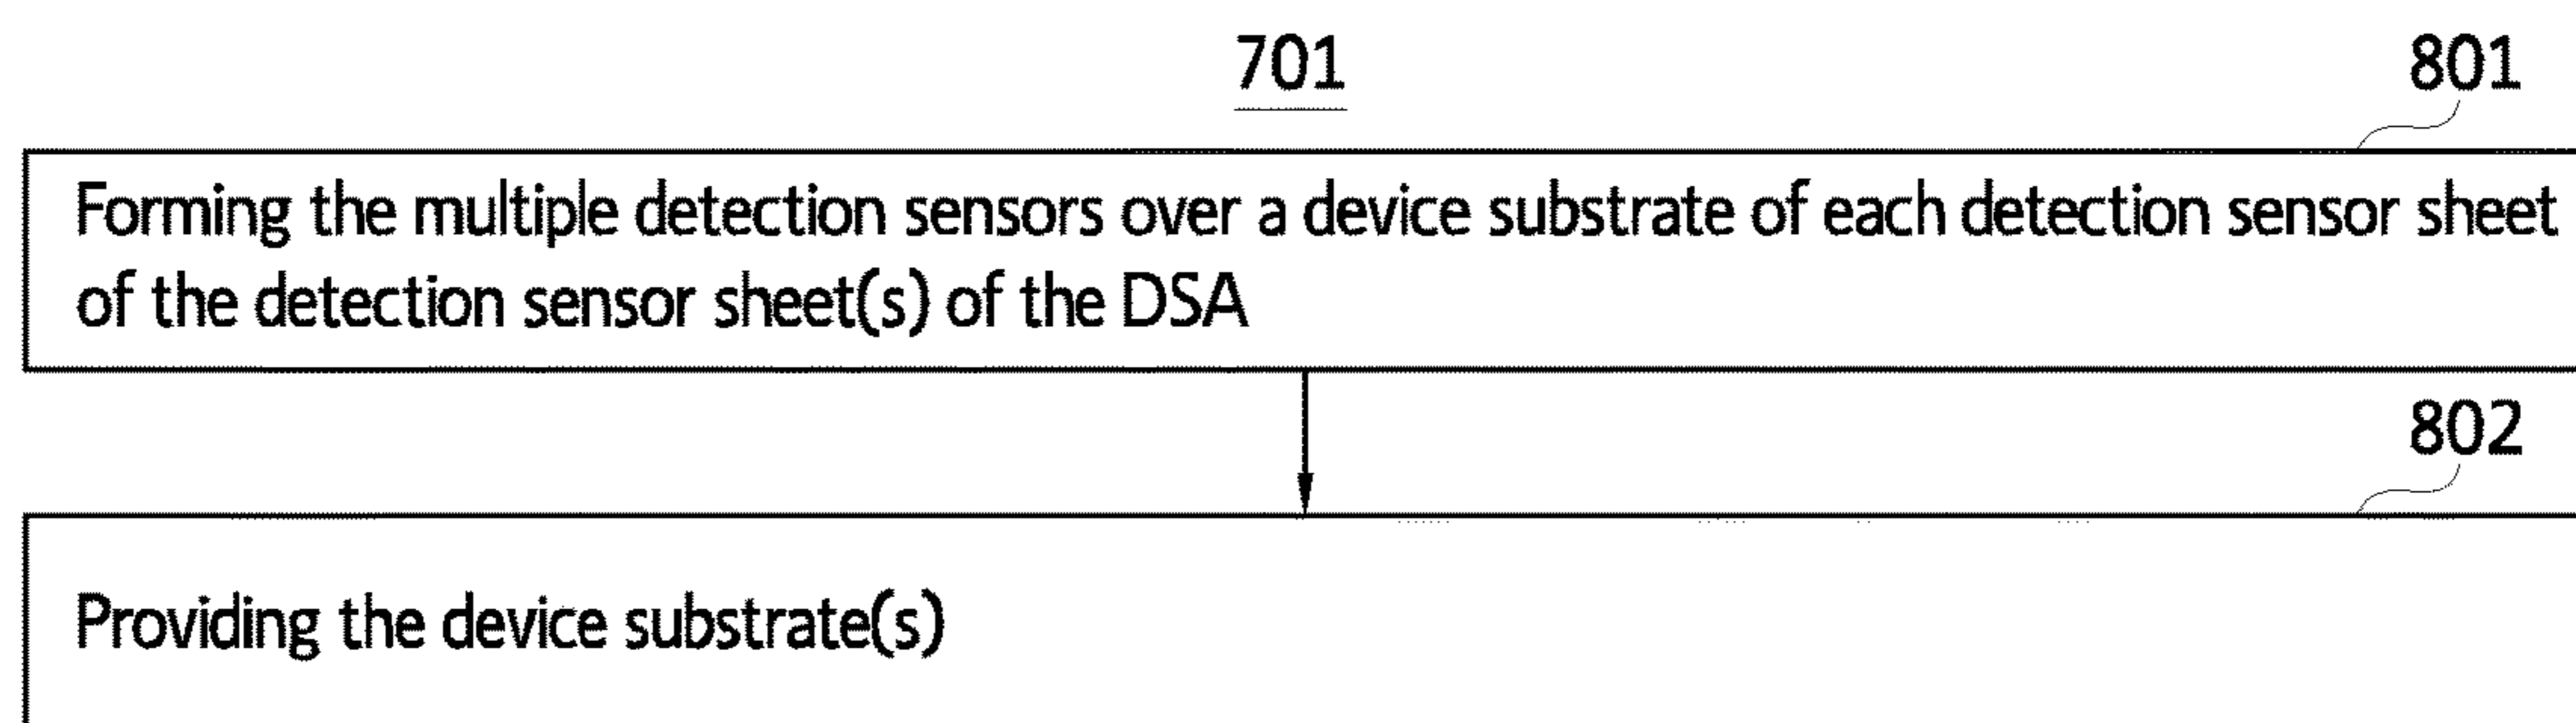 701
801
Forming the multiple detection sensors over a device substrate of each detection sensor sheet
of the detection sensor sheet(s) of the DSA
802
Providing the device substrate(s)